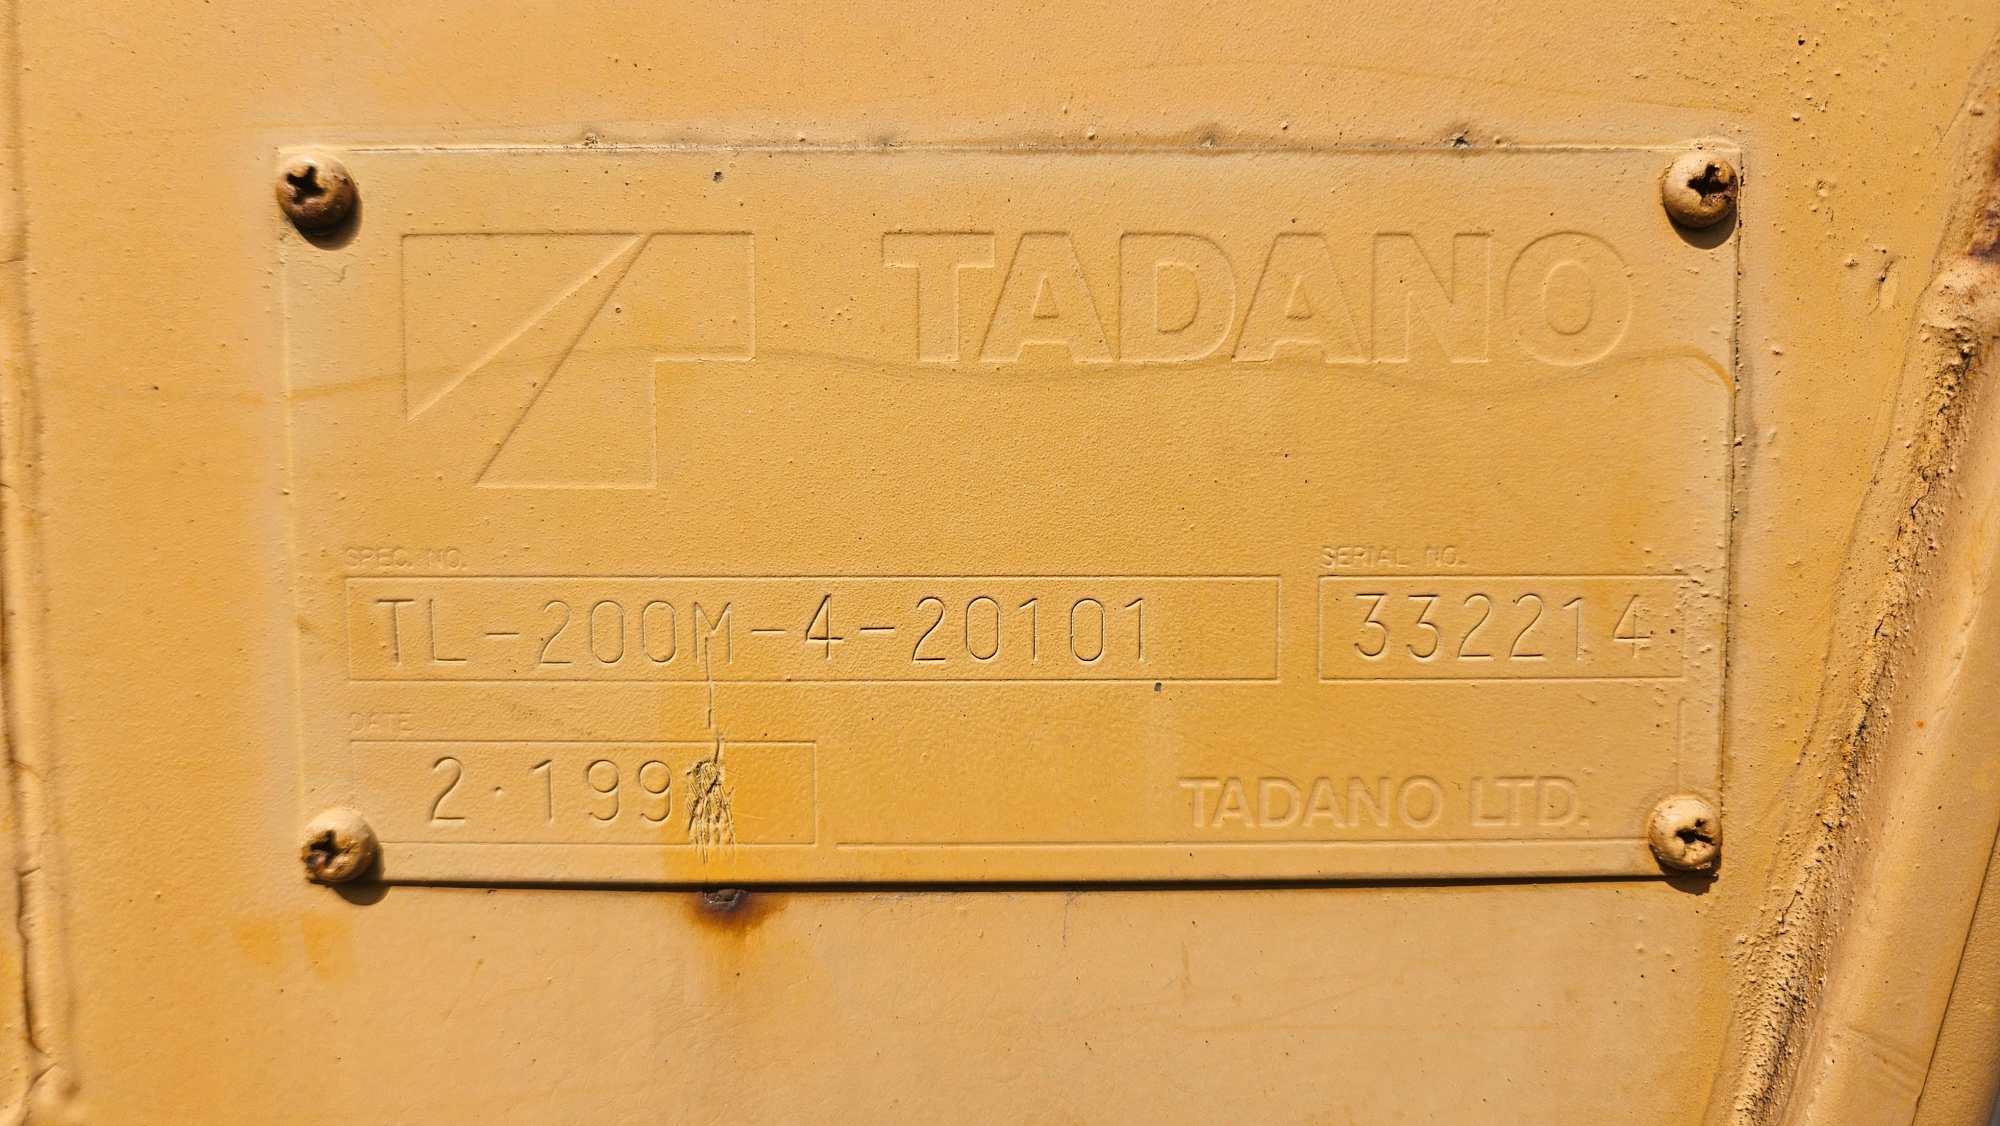 TADANO
SPEC. NO. SERIAL NO.
TL-200M-4-20101 332214
DATE
2·199
TADANO LTD.